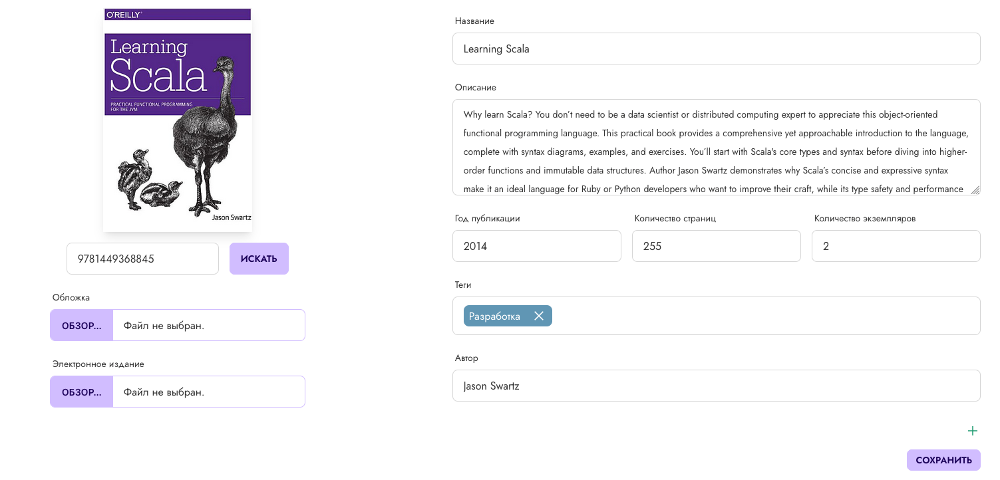 O'REILLY
Learning
Scala
PRACTICAL FUNCTIONAL PROGRAMMING
FOR THE JVM
Jason Swartz
9781449368845
ИСКАТЬ
Обложка
ОБЗОР...
Файл не выбран.
Электронное издание
ОБЗОР...
Файл не выбран.
Название
Learning Scala
Описание
Why learn Scala? You don't need to be a data scientist or distributed computing expert to appreciate this object-oriented
functional programming language. This practical book provides a comprehensive yet approachable introduction to the language,
complete with syntax diagrams, examples, and exercises. You'll start with Scala's core types and syntax before diving into higher-
order functions and immutable data structures. Author Jason Swartz demonstrates why Scala's concise and expressive syntax
make it an ideal language for Ruby or Python developers who want to improve their craft, while its type safety and performance
Год публикации
2014
Количество страниц
255
Количество экземпляров
2
Теги
Разработка
Автор
Jason Swartz
СОХРАНИТЬ